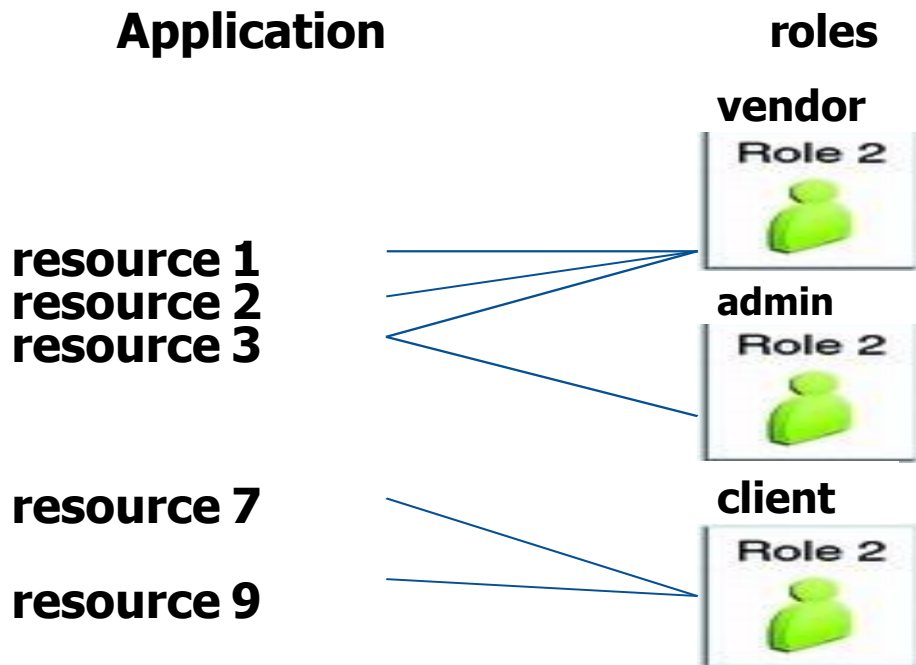 Application
roles
vendor
Role 2
resource 1
resource 2
resource 3
admin
Role 2
resource 7
client
resource 9
Role 2